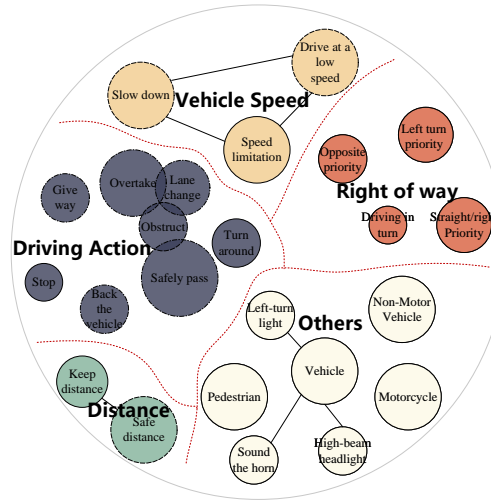 Drive at a
low
speed
Slow down
Vehicle Speed
Speed
limitation
Left turn
priority
Opposite
priority
Right of way
Driving in
turn
Straight/right
Priority
Overtake
Lane
change
Give
way
Obstruct
Driving Action
Turn
around
Safely pass
Stop
Back
the
vehicle
Left-turn
light
Others
Non-Motor
Vehicle
Vehicle
Pedestrian
Motorcycle
Sound
the horn
High-beam
headlight
Keep
distance
Distance
Safe
distance